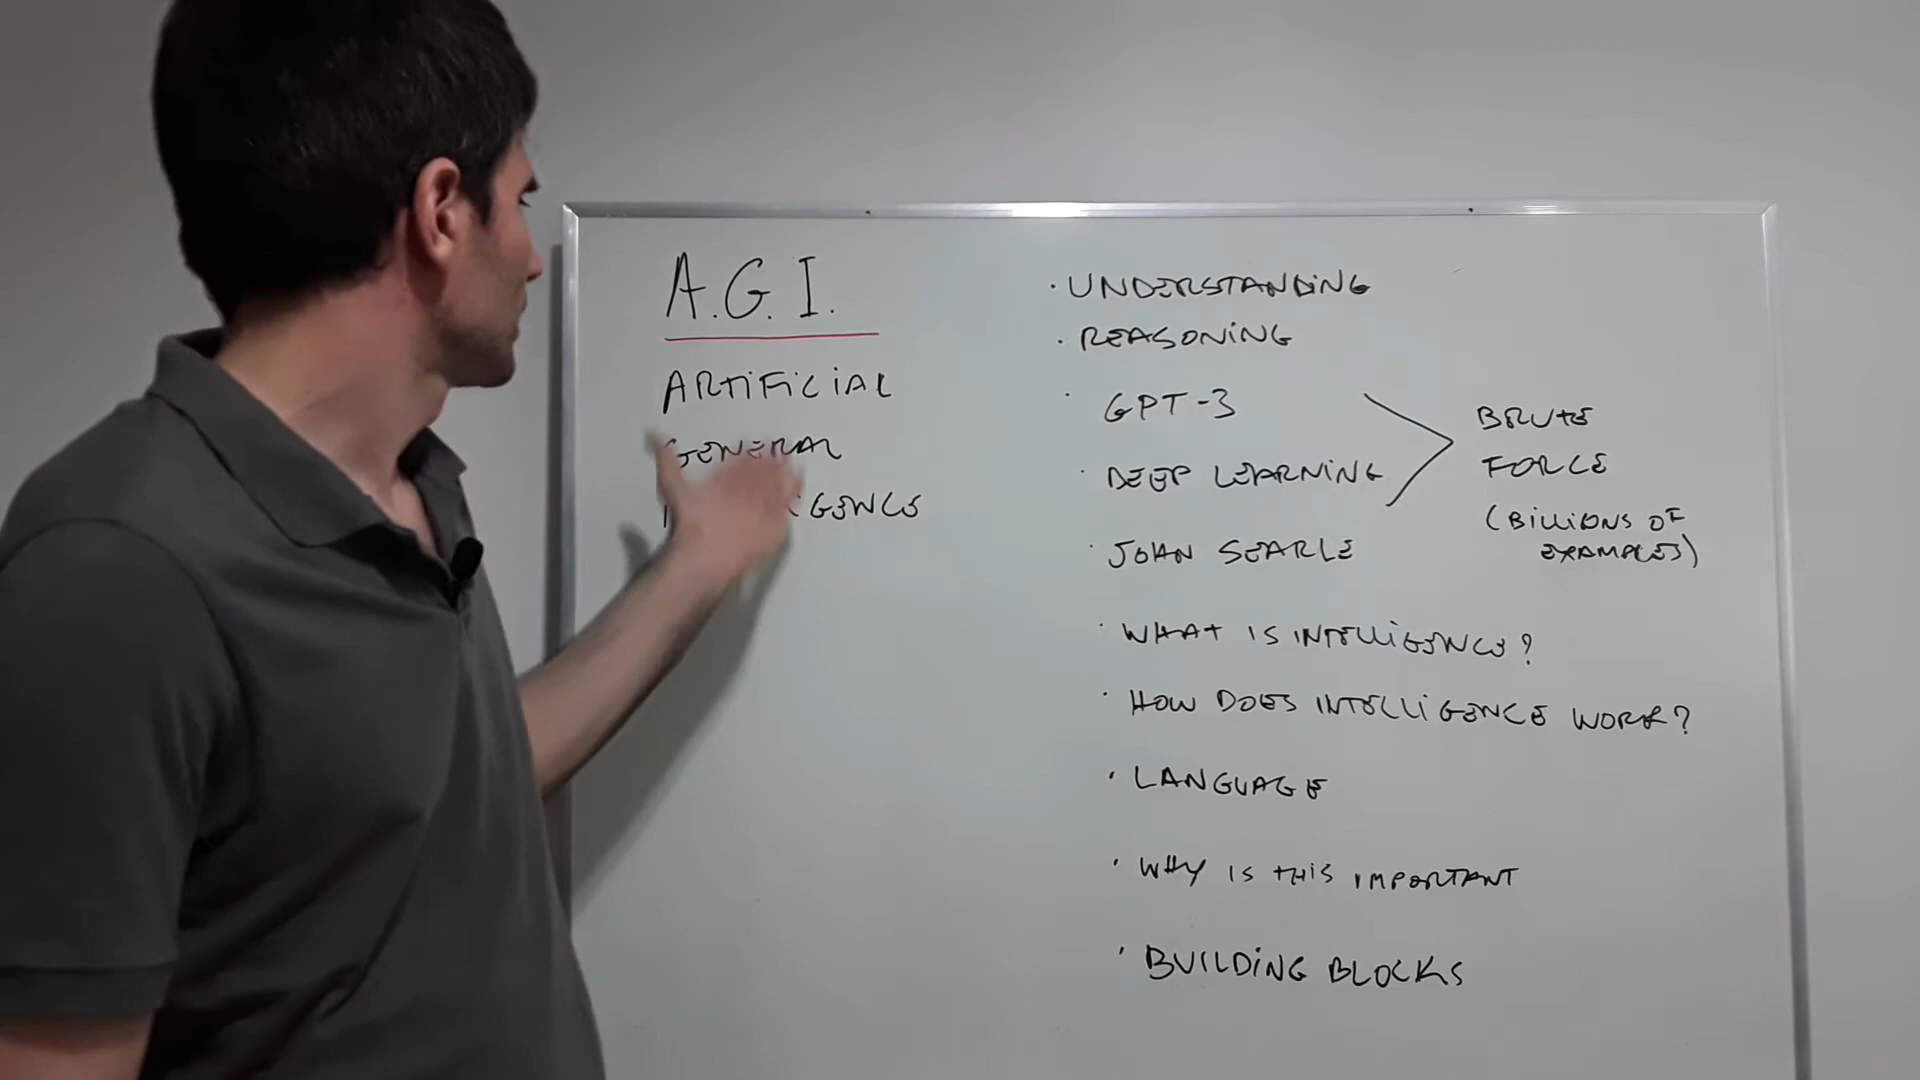 A.G.I.
ARTIFICIAL
GENERAL
· UNDERSTANDING
· REASONING
· GPT-3
· DEEP LEARNING
BRUTE
FORCE
(BILLIONS OF
EXAMPLES)
· JOHN SEARLE
· WHAT IS INTELLIGENCE?
· HOW DOES INTELLIGENCE WORK?
· LANGUAGE
· WHY IS THIS IMPORTANT
· BUILDING BLOCKS